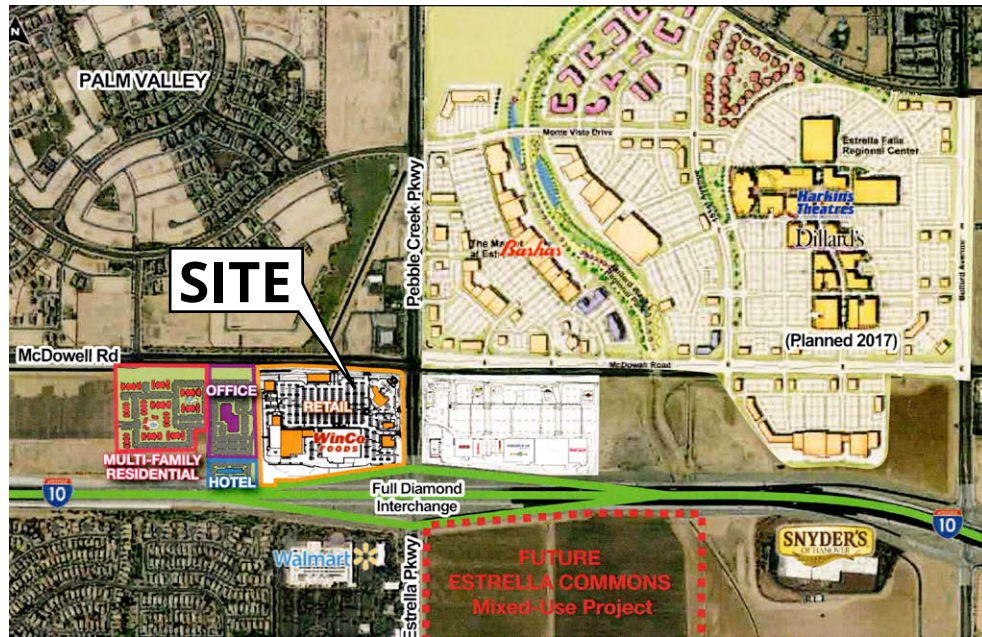 N
PALM VALLEY
Monte Vista Drive
Estrella Falls
Regional Center
Pebble Creek Pkwy
Harkins
Theatres
Dillard's
Bashas'
SITE
Bullard Avenue
(Planned 2017)
McDowell Rd
McDowell Road
OFFICE
RETAIL
WinCo
FOODS
MULTI-FAMILY
RESIDENTIAL
HOTEL
Full Diamond
Interchange
10
10
Walmart
Estrella Pkwy
FUTURE
ESTRELLA COMMONS
Mixed-Use Project
SNYDER'S
OF HANOVER